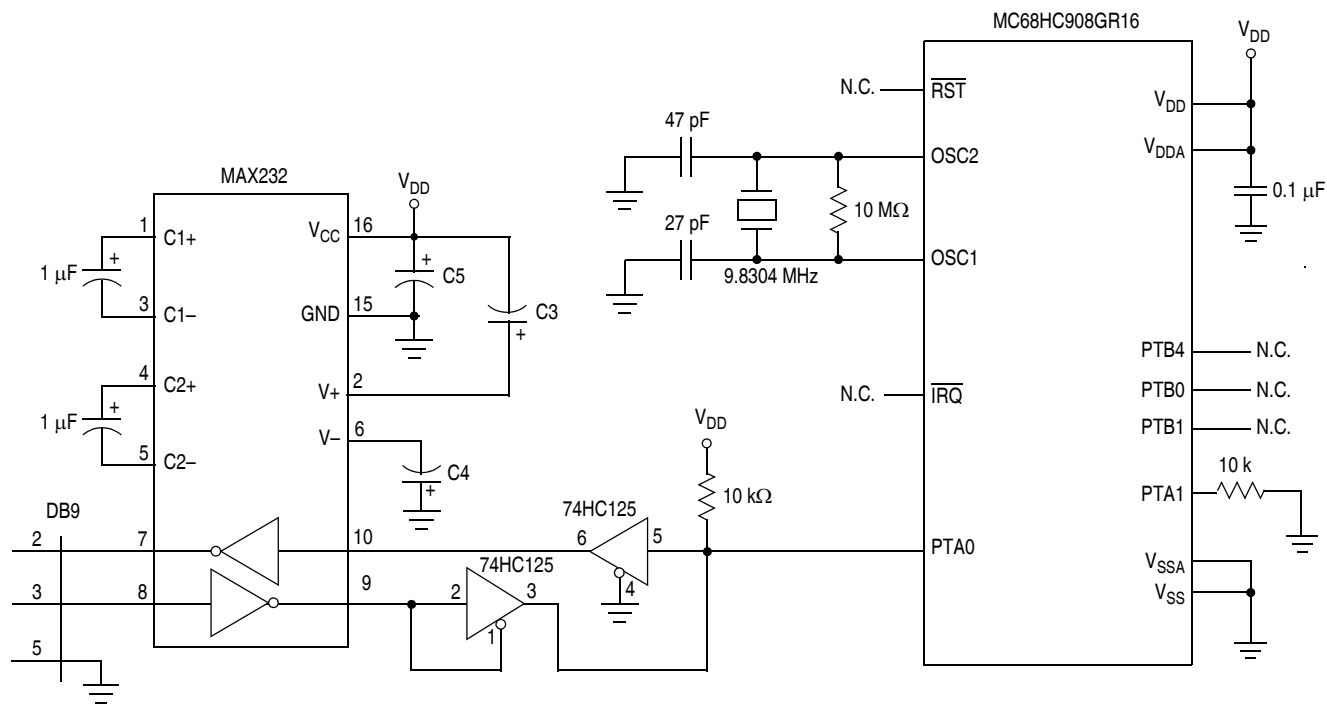 MC68HC908GR16
VDD
N.C.
RST
VDD
47 pF
OSC2
VDDA
MAX232
VDD
10 MΩ
0.1 µF
1
C1+
VCC
16
27 pF
1 µF
+
+
C5
OSC1
9.8304 MHz
3
C1–
GND
15
C3
+
PTB4
N.C.
4
C2+
V+
2
N.C.
IRQ
PTB0
N.C.
1 µF
+
V–
6
VDD
PTB1
N.C.
5
C2–
C4
+
10 k
10 kΩ
PTA1
DB9
74HC125
2
7
10
6
5
PTA0
74HC125
4
VSSA
3
8
9
2
3
VSS
1
5